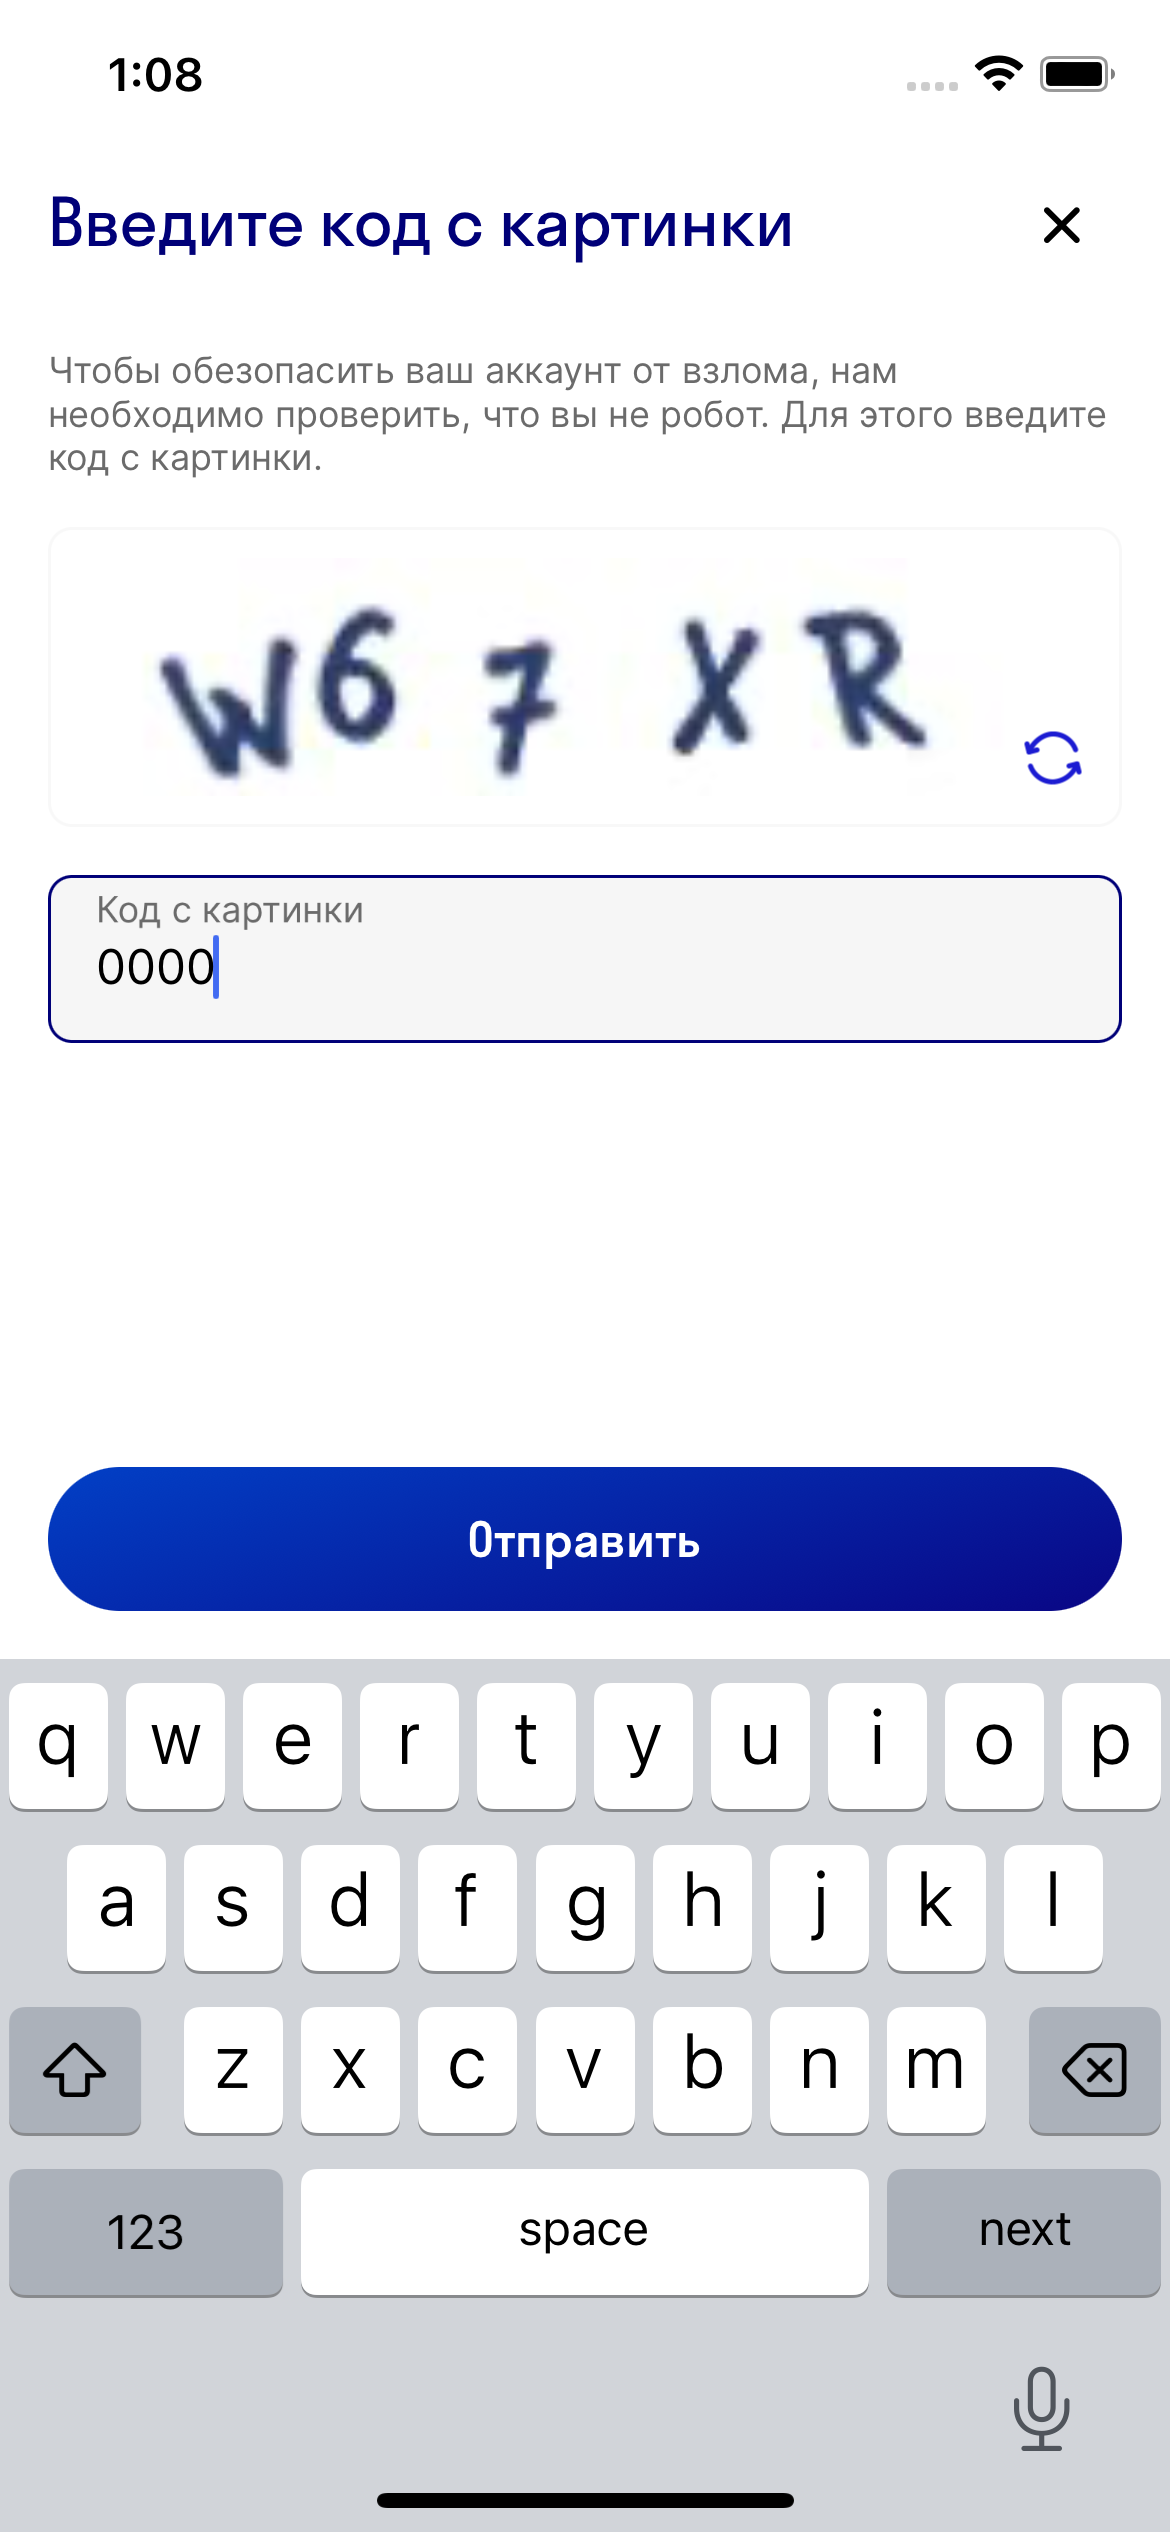 1:08
Введите код с картинки
Чтобы обезопасить ваш аккаунт от взлома, нам
необходимо проверить, что вы не робот. Для этого введите
код с картинки.
W6 7 X R
Код с картинки
0000
Отправить
q w e r t y u i o p
a s d f g h j k l
z x c v b n m
123 space next